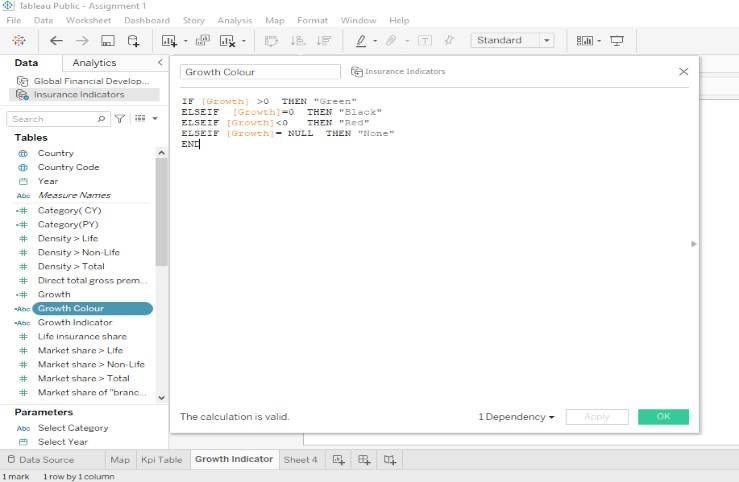 Tableau Public - Assignment 1
File Data Worksheet Dashboard Story Analysis Map Format Window Help
Standard
Data Analytics
Global Financial Develop...
Insurance Indicators
Search
Tables
Country
Country Code
Year
Abc Measure Names
Category( CY)
Category(PY)
Density > Life
Density > Non-Life
Density > Total
Direct total gross prem...
Growth
Abc Growth Colour
Abc Growth Indicator
Life insurance share
Market share > Life
Market share > Non-Life
Market share > Total
Market share of "branc...
Parameters
Abc Select Category
Select Year
Growth Colour Insurance Indicators
IF [Growth] >0 THEN "Green"
ELSEIF [Growth]=0 THEN "Black"
ELSEIF [Growth]<0 THEN "Red"
ELSEIF [Growth]= NULL THEN "None"
END
The calculation is valid. 1 Dependency Apply OK
Data Source Map Kpi Table Growth Indicator Sheet 4
1 mark 1 row by 1 column